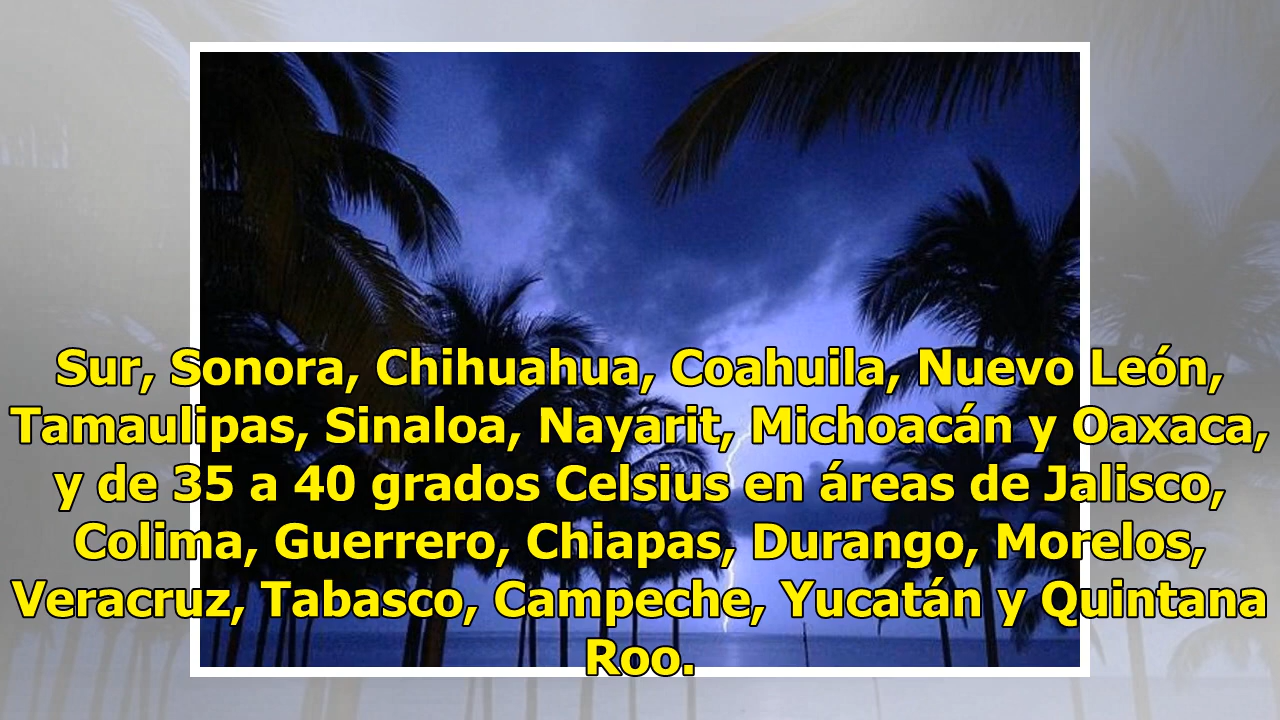 Sur, Sonora, Chihuahua, Coahuila, Nuevo León,
Tamaulipas, Sinaloa, Nayarit, Michoacán y Oaxaca,
y de 35 a 40 grados Celsius en áreas de Jalisco,
Colima, Guerrero, Chiapas, Durango, Morelos,
Veracruz, Tabasco, Campeche, Yucatán y Quintana
Roo.